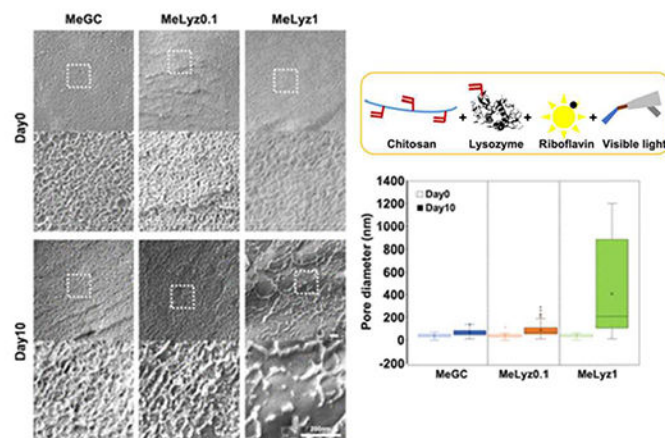 MeGC MeLyz0.1 MeLyz1
Day0
Day10
200nm
Chitosan + Lysozyme + Riboflavin + Visible light
Pore diameter (nm)
1400
1200
1000
800
600
400
200
0
-200
Day0
Day10
MeGC MeLyz0.1 MeLyz1